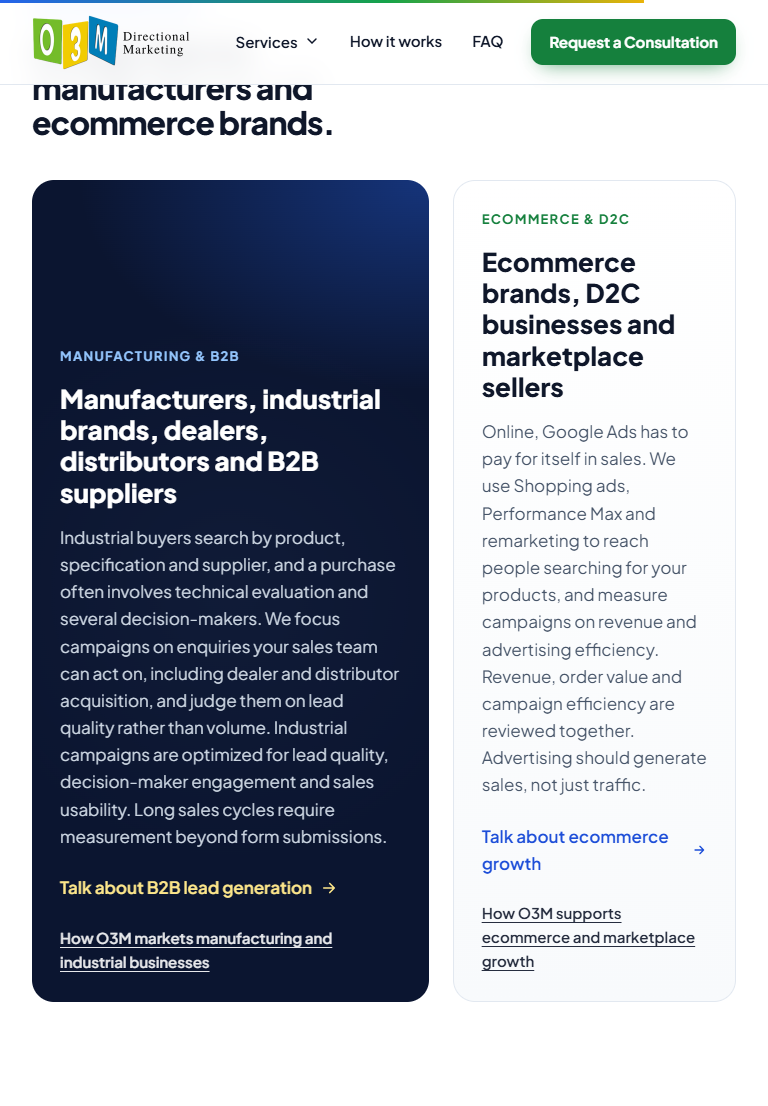 O3M Directional
Marketing
Services
How it works
FAQ
Request a Consultation
manufacturers and
ecommerce brands.
MANUFACTURING & B2B
Manufacturers, industrial
brands, dealers,
distributors and B2B
suppliers
Industrial buyers search by product,
specification and supplier, and a purchase
often involves technical evaluation and
several decision-makers. We focus
campaigns on enquiries your sales team
can act on, including dealer and distributor
acquisition, and judge them on lead
quality rather than volume. Industrial
campaigns are optimized for lead quality,
decision-maker engagement and sales
usability. Long sales cycles require
measurement beyond form submissions.
Talk about B2B lead generation →
How O3M markets manufacturing and
industrial businesses
ECOMMERCE & D2C
Ecommerce
brands, D2C
businesses and
marketplace
sellers
Online, Google Ads has to
pay for itself in sales. We
use Shopping ads,
Performance Max and
remarketing to reach
people searching for your
products, and measure
campaigns on revenue and
advertising efficiency.
Revenue, order value and
campaign efficiency are
reviewed together.
Advertising should generate
sales, not just traffic.
Talk about ecommerce →
growth
How O3M supports
ecommerce and marketplace
growth